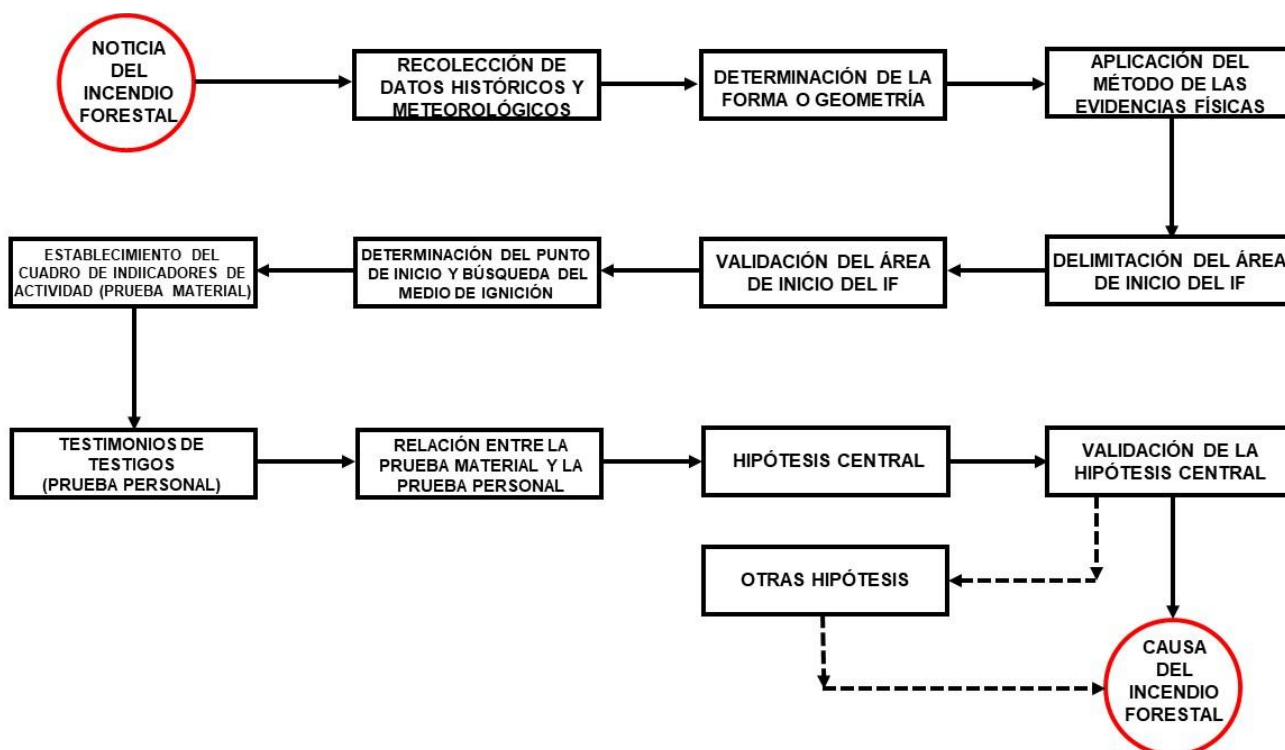 NOTICIA
DEL
INCENDIO
FORESTAL
RECOLECCIÓN DE
DATOS HISTÓRICOS Y
METEOROLÓGICOS
DETERMINACIÓN DE LA
FORMA O GEOMETRÍA
APLICACIÓN DEL
MÉTODO DE LAS
EVIDENCIAS FÍSICAS
DELIMITACIÓN DEL ÁREA
DE INICIO DEL IF
VALIDACIÓN DEL ÁREA
DE INICIO DEL IF
DETERMINACIÓN DEL PUNTO
DE INICIO Y BÚSQUEDA DEL
MEDIO DE IGNICIÓN
ESTABLECIMIENTO DEL
CUADRO DE INDICADORES DE
ACTIVIDAD (PRUEBA MATERIAL)
TESTIMONIOS DE
TESTIGOS
(PRUEBA PERSONAL)
RELACIÓN ENTRE LA
PRUEBA MATERIAL Y LA
PRUEBA PERSONAL
HIPÓTESIS CENTRAL
VALIDACIÓN DE LA
HIPÓTESIS CENTRAL
OTRAS HIPÓTESIS
CAUSA
DEL
INCENDIO
FORESTAL